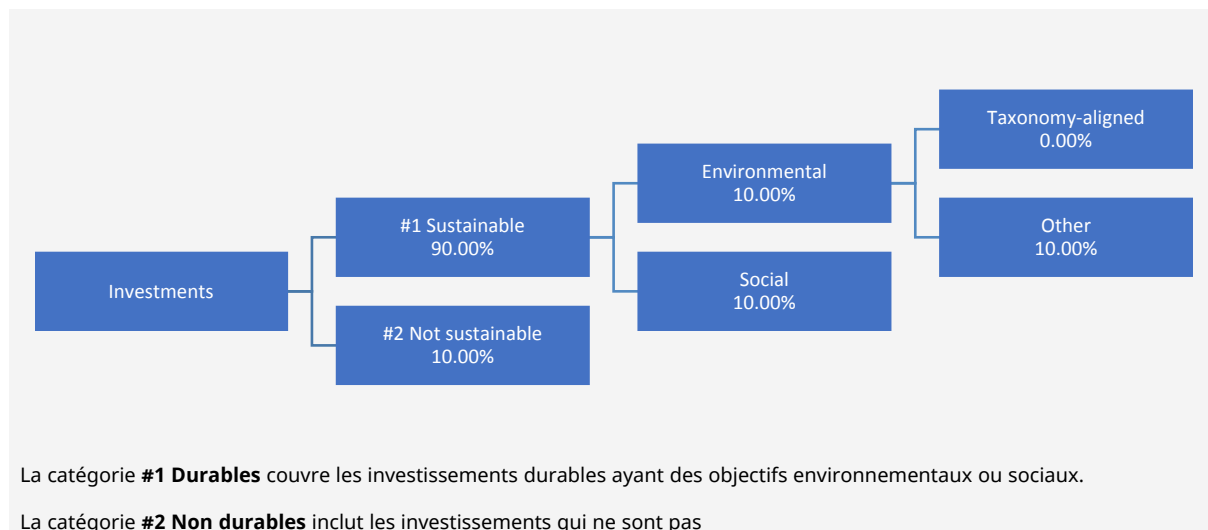 Taxonomy-aligned
0.00%
Environmental
10.00%
#1 Sustainable
90.00%
Other
10.00%
Investments
Social
10.00%
#2 Not sustainable
10.00%
La catégorie #1 Durables couvre les investissements durables ayant des objectifs environnementaux ou sociaux.
La catégorie #2 Non durables inclut les investissements qui ne sont pas